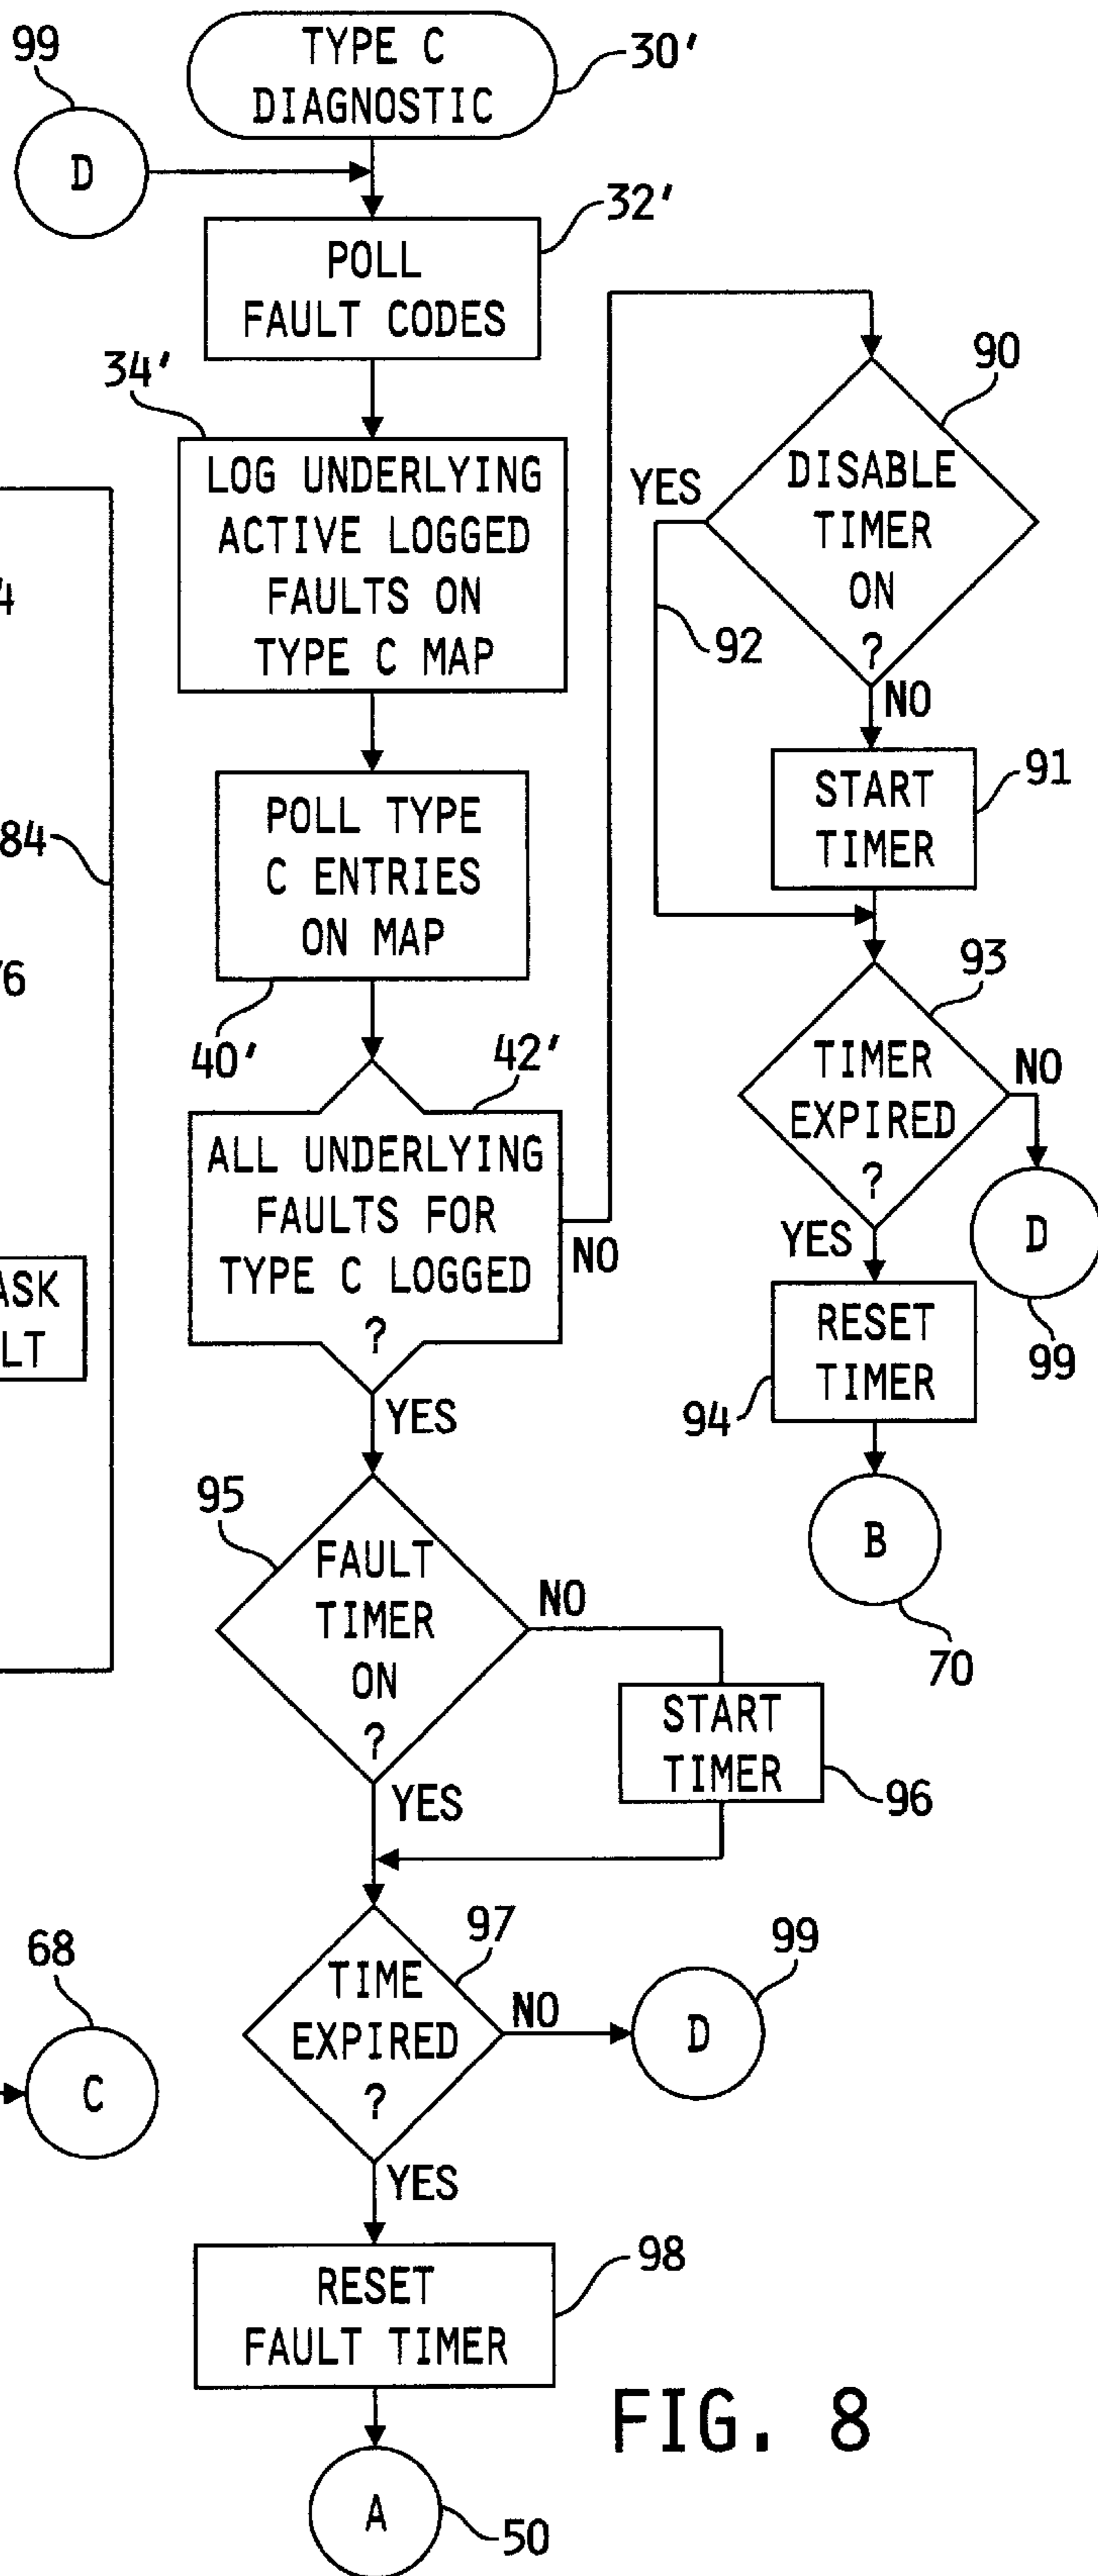 99
D
TYPE C
DIAGNOSTIC
30'
32'
POLL
FAULT CODES
34'
LOG UNDERLYING
ACTIVE LOGGED
FAULTS ON
TYPE C MAP
POLL TYPE
C ENTRIES
ON MAP
40'
42'
ALL UNDERLYING
FAULTS FOR
TYPE C LOGGED
?
NO
YES
90
DISABLE
TIMER
ON
?
YES
92
NO
START
TIMER
91
93
TIMER
EXPIRED
?
NO
D
99
YES
RESET
TIMER
94
B
70
95
FAULT
TIMER
ON
?
NO
START
TIMER
96
YES
97
TIME
EXPIRED
?
NO
D
99
YES
RESET
FAULT TIMER
98
A
50
84
68
C
FIG. 8